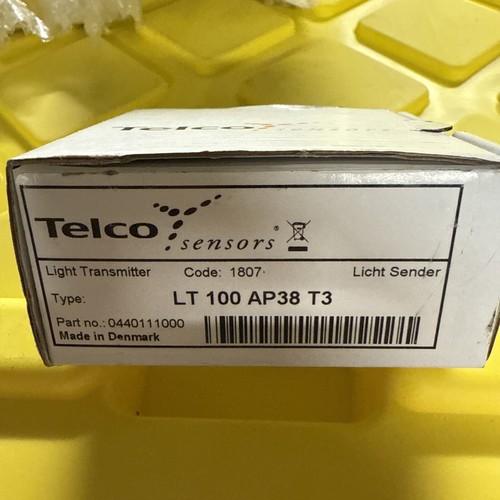 Telco sensors
Telco sensors®
Light Transmitter Code: 1807 Licht Sender
Type: LT 100 AP38 T3
Part no.: 0440111000
Made in Denmark